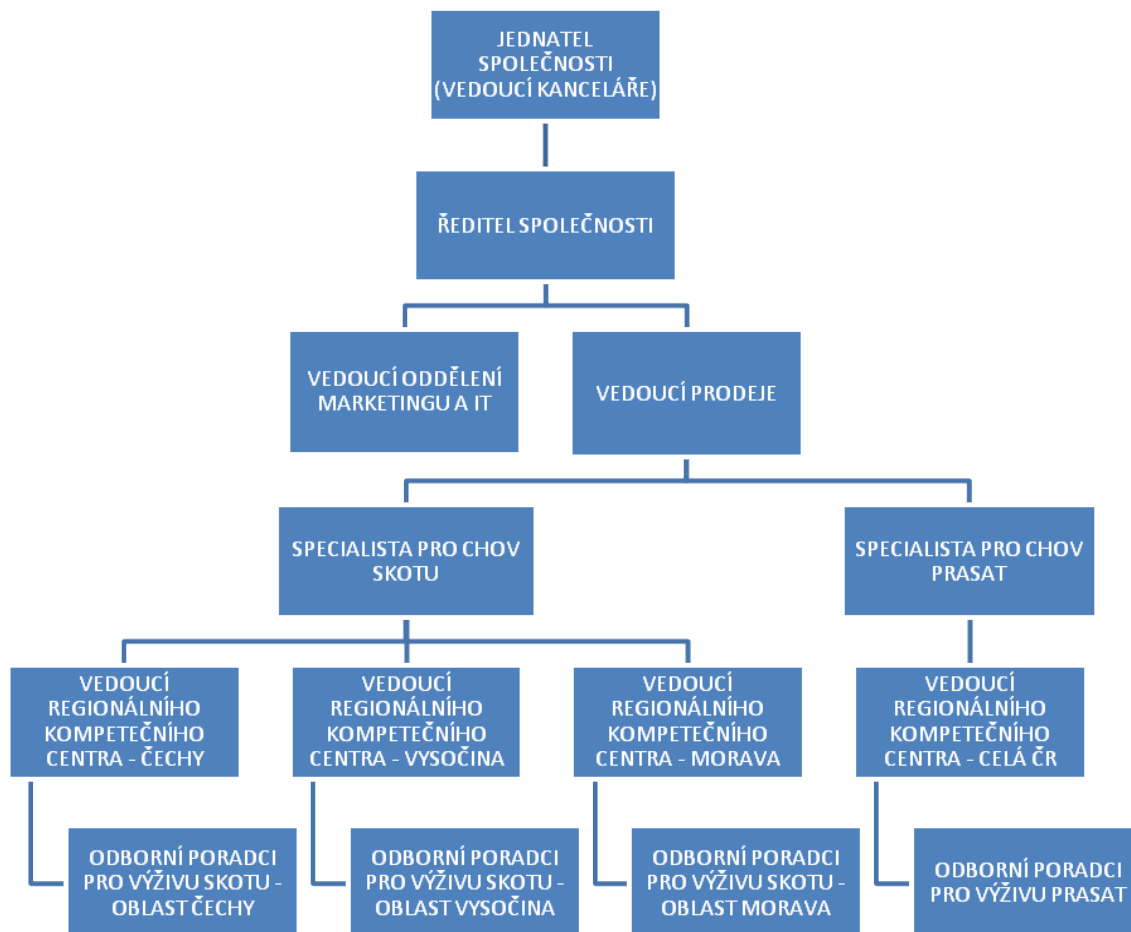 JEDNATEL
SPOLEČNOSTI
(VEDOUCÍ KANCELÁŘE)
ŘEDITEL SPOLEČNOSTI
VEDOUCÍ ODDĚLENÍ
MARKETINGU A IT
VEDOUCÍ PRODEJE
SPECIALISTA PRO CHOV
SKOTU
SPECIALISTA PRO CHOV
PRASAT
VEDOUCÍ
REGIONÁLNÍHO
KOMPETEČNÍHO
CENTRA - ČECHY
VEDOUCÍ
REGIONÁLNÍHO
KOMPETEČNÍHO
CENTRA - VYSOČINA
VEDOUCÍ
REGIONÁLNÍHO
KOMPETEČNÍHO
CENTRA - MORAVA
VEDOUCÍ
REGIONÁLNÍHO
KOMPETEČNÍHO
CENTRA - CELÁ ČR
ODBORNÍ PORADCI
PRO VÝŽIVU SKOTU -
OBLAST ČECHY
ODBORNÍ PORADCI
PRO VÝŽIVU SKOTU -
OBLAST VYSOČINA
ODBORNÍ PORADCI
PRO VÝŽIVU SKOTU -
OBLAST MORAVA
ODBORNÍ PORADCI
PRO VÝŽIVU PRASAT